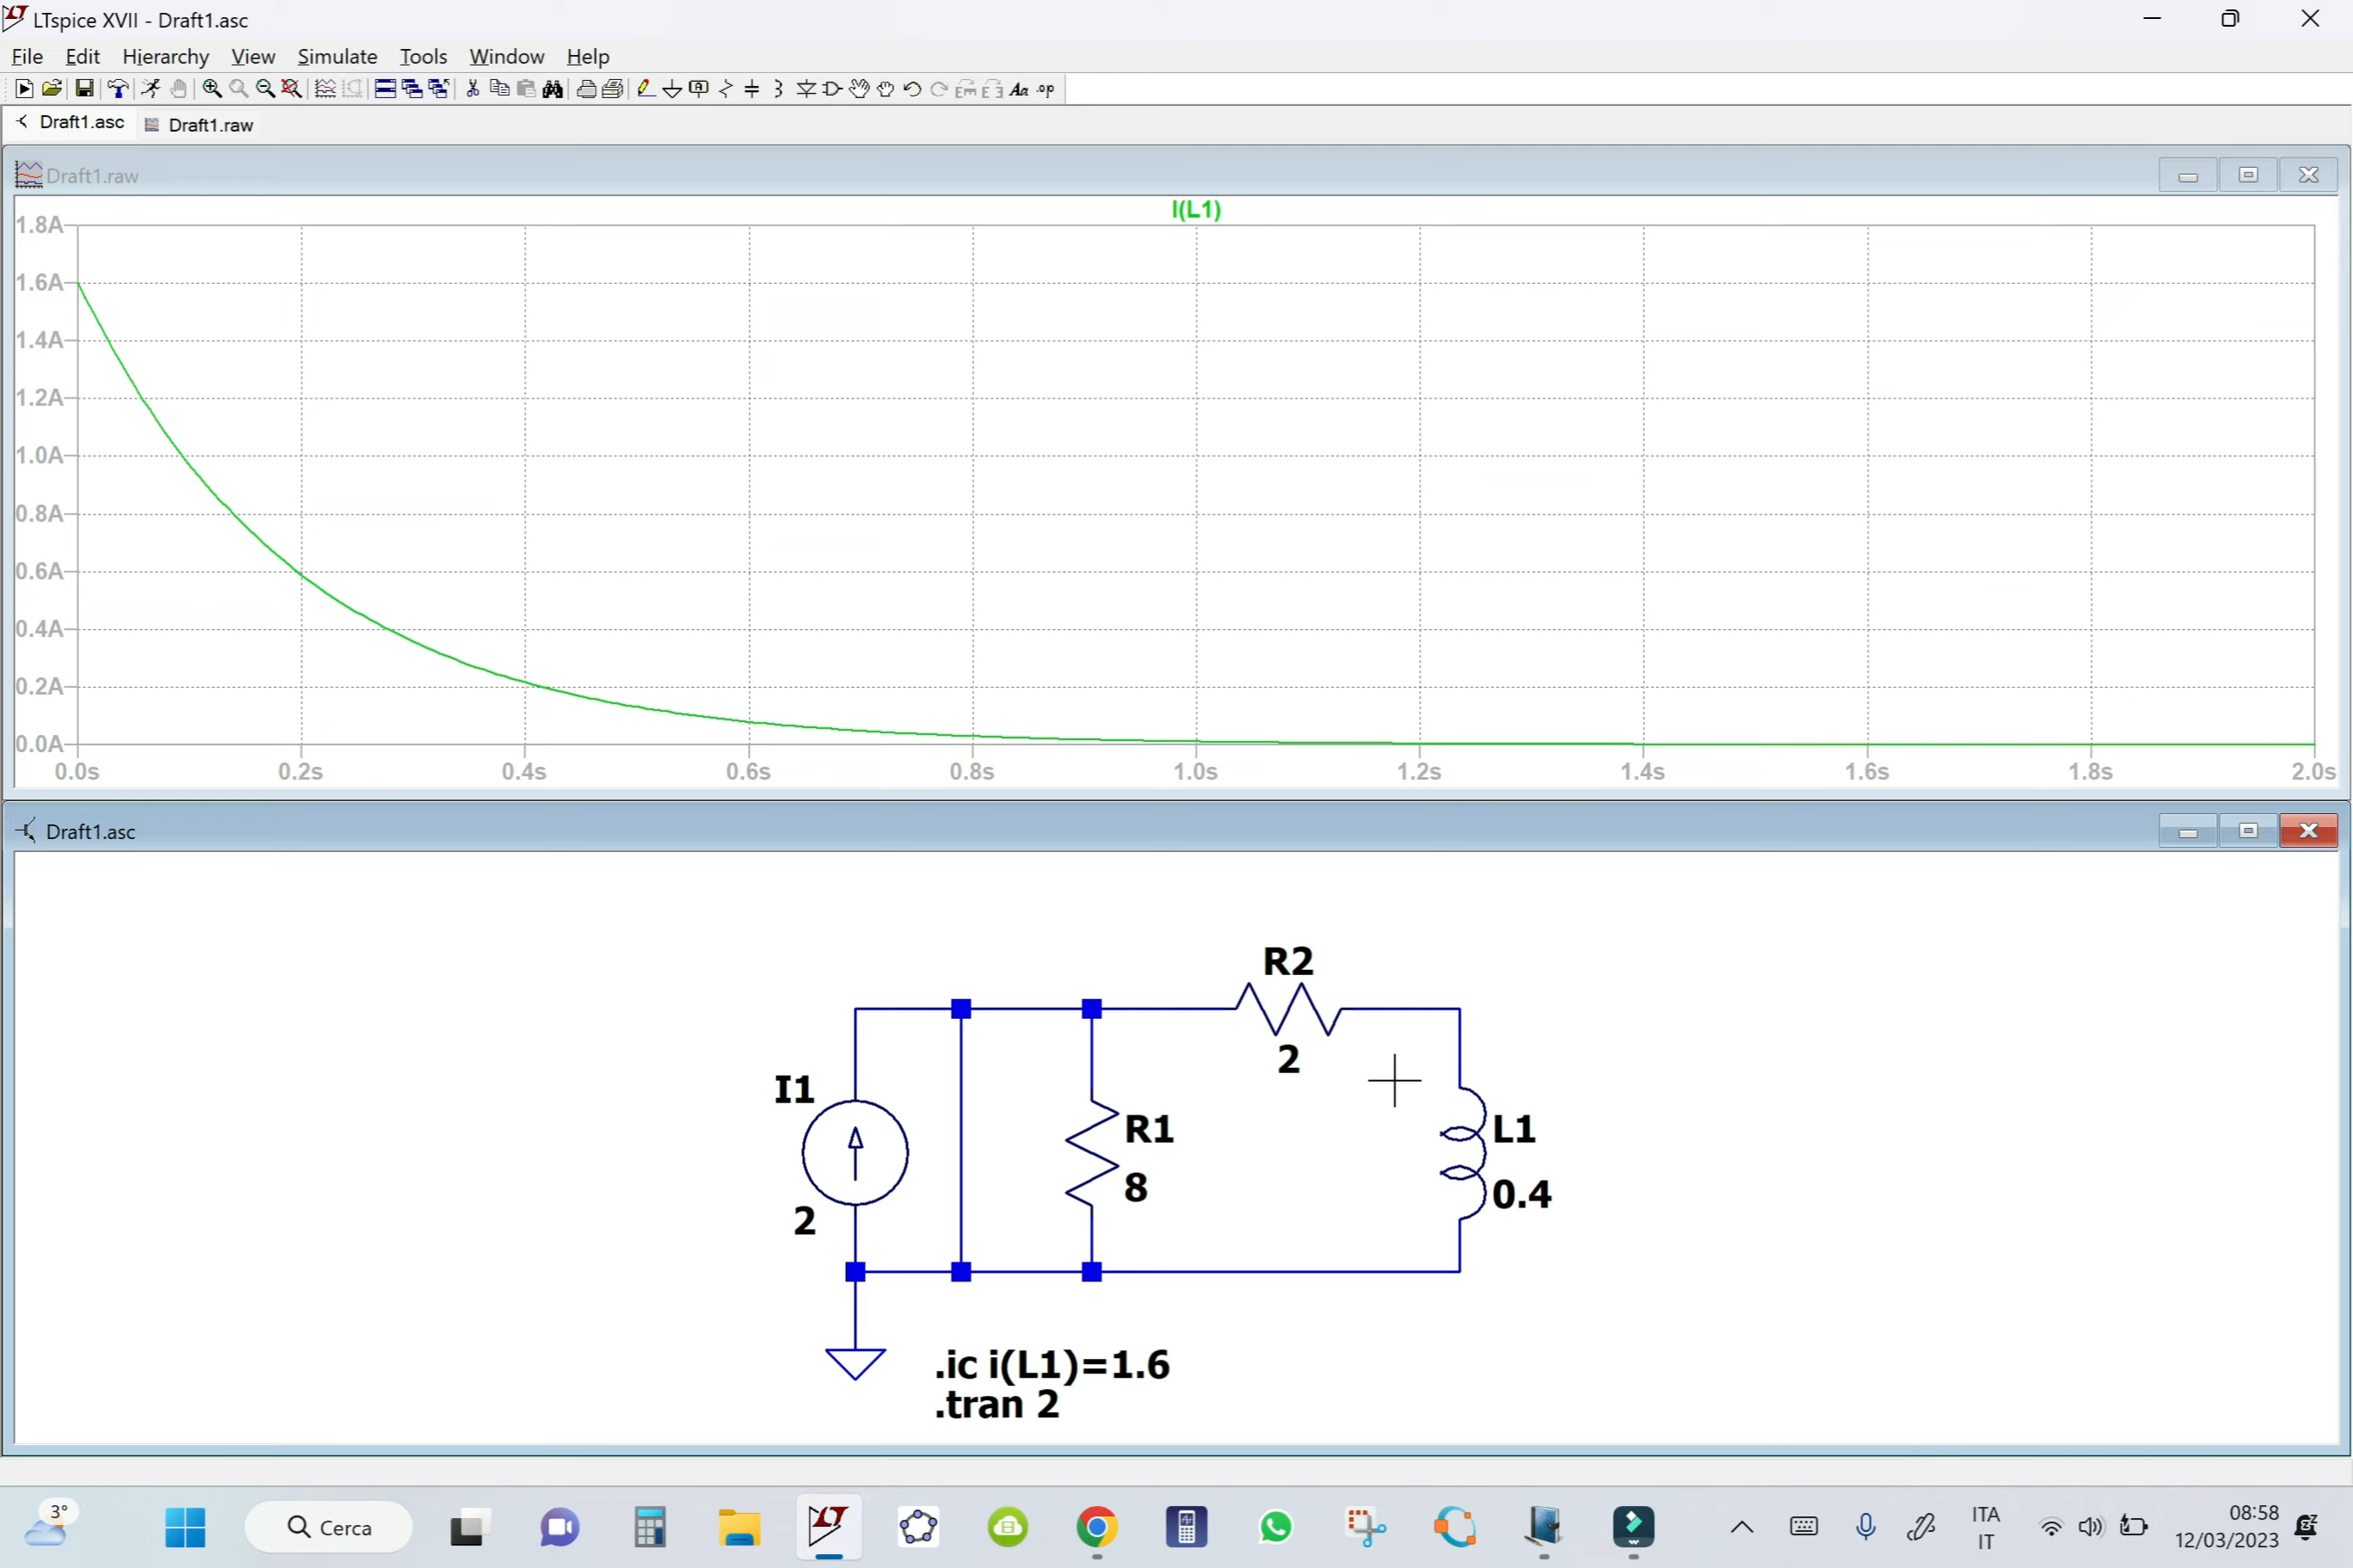 LTspice XVII - Draft1.asc
File Edit Hierarchy View Simulate Tools Window Help
Draft1.asc Draft1.raw
Draft1.raw
I(L1)
1.8A
1.6A
1.4A
1.2A
1.0A
0.8A
0.6A
0.4A
0.2A
0.0A
0.0s 0.2s 0.4s 0.6s 0.8s 1.0s 1.2s 1.4s 1.6s 1.8s 2.0s
Draft1.asc
R2
2
I1
2
R1
8
L1
0.4
.ic i(L1)=1.6
.tran 2
3°
Cerca
ITA
IT
08:58
12/03/2023